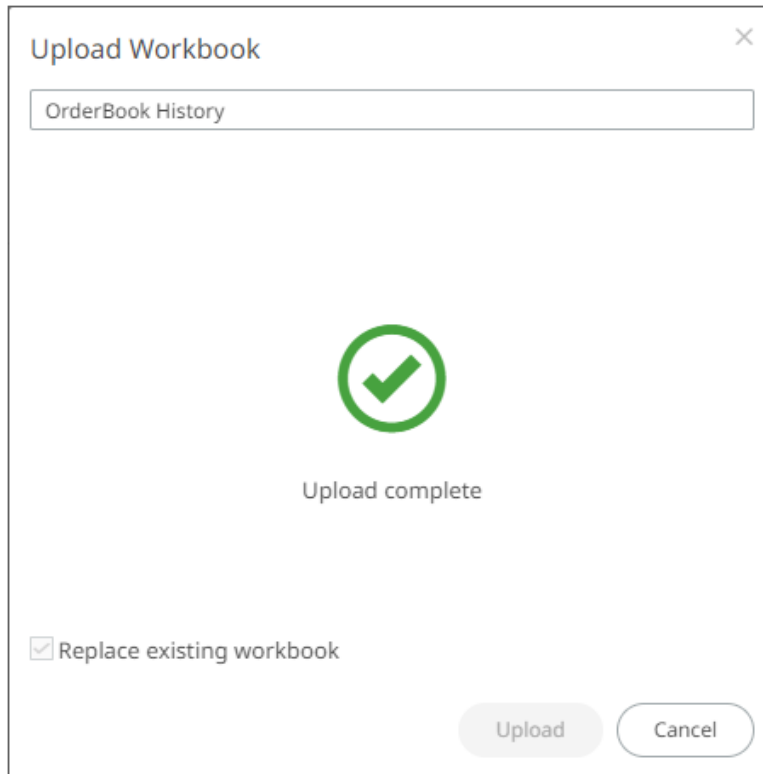 Upload Workbook
OrderBook History
Upload complete
Replace existing workbook
Upload
Cancel